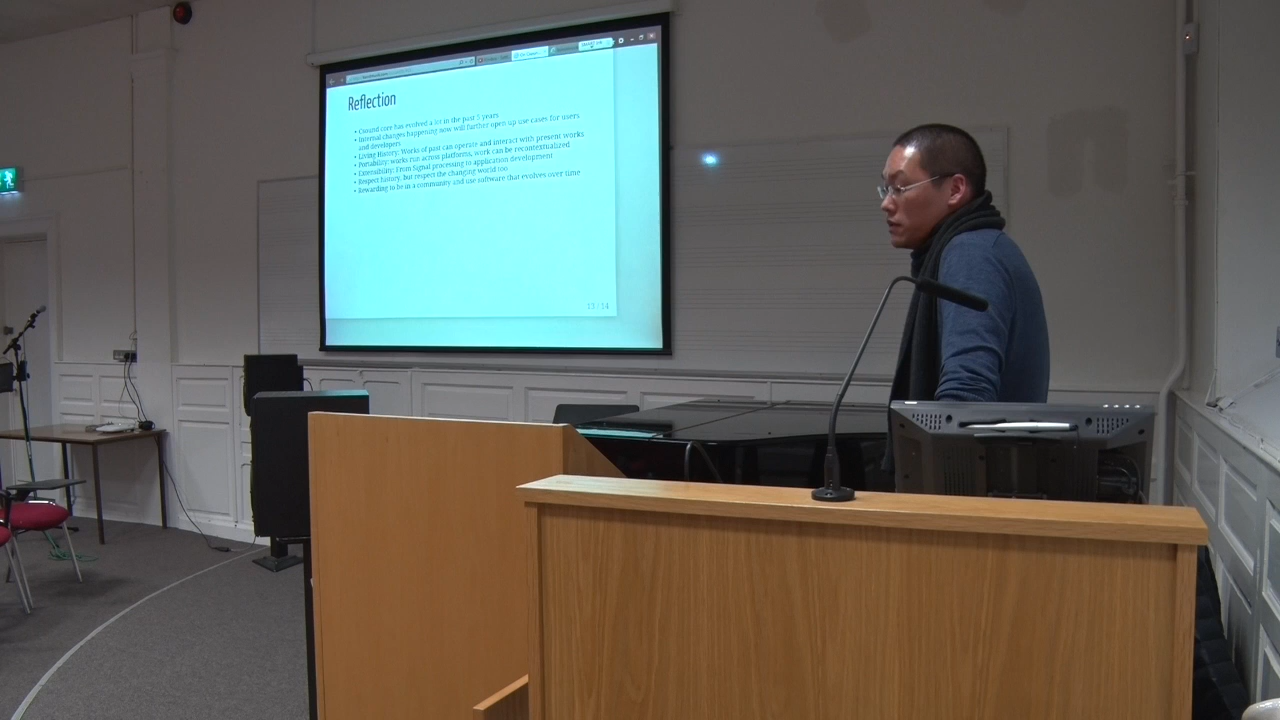 Reflection
• Csound core has evolved a lot in the past 5 years
• Internal changes happening now will further open up use cases for users
and developers
• Living History: Works of past can operate and interact with present works
• Portability: works run across platforms, work can be recontextualized
• Extensibility: From Signal processing to application development
• Respect history, but respect the changing world too
• Rewarding to be in a community and use software that evolves over time
13 / 14